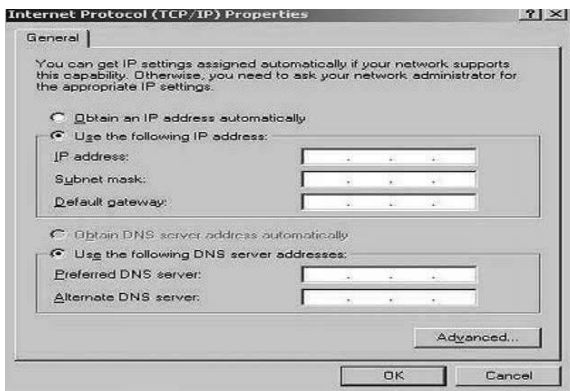 Internet Protocol (TCP/IP) Properties
General
You can get IP settings assigned automatically if your network supports
this capability. Otherwise, you need to ask your network administrator for
the appropriate IP settings.
Obtain an IP address automatically
Use the following IP address:
IP address:
Subnet mask:
Default gateway:
Obtain DNS server address automatically
Use the following DNS server addresses:
Preferred DNS server:
Alternate DNS server:
Advanced...
OK Cancel